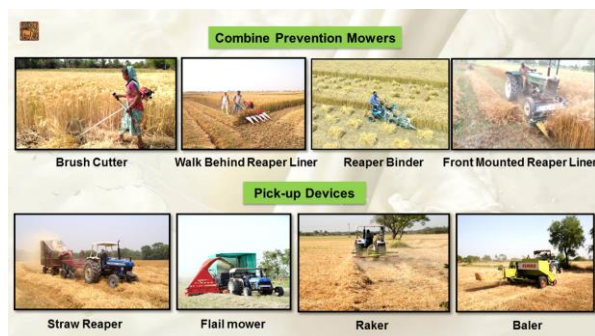 Combine Prevention Mowers
Brush Cutter
Walk Behind Reaper Liner
Reaper Binder
Front Mounted Reaper Liner
Pick-up Devices
Straw Reaper
Flail mower
Raker
Baler